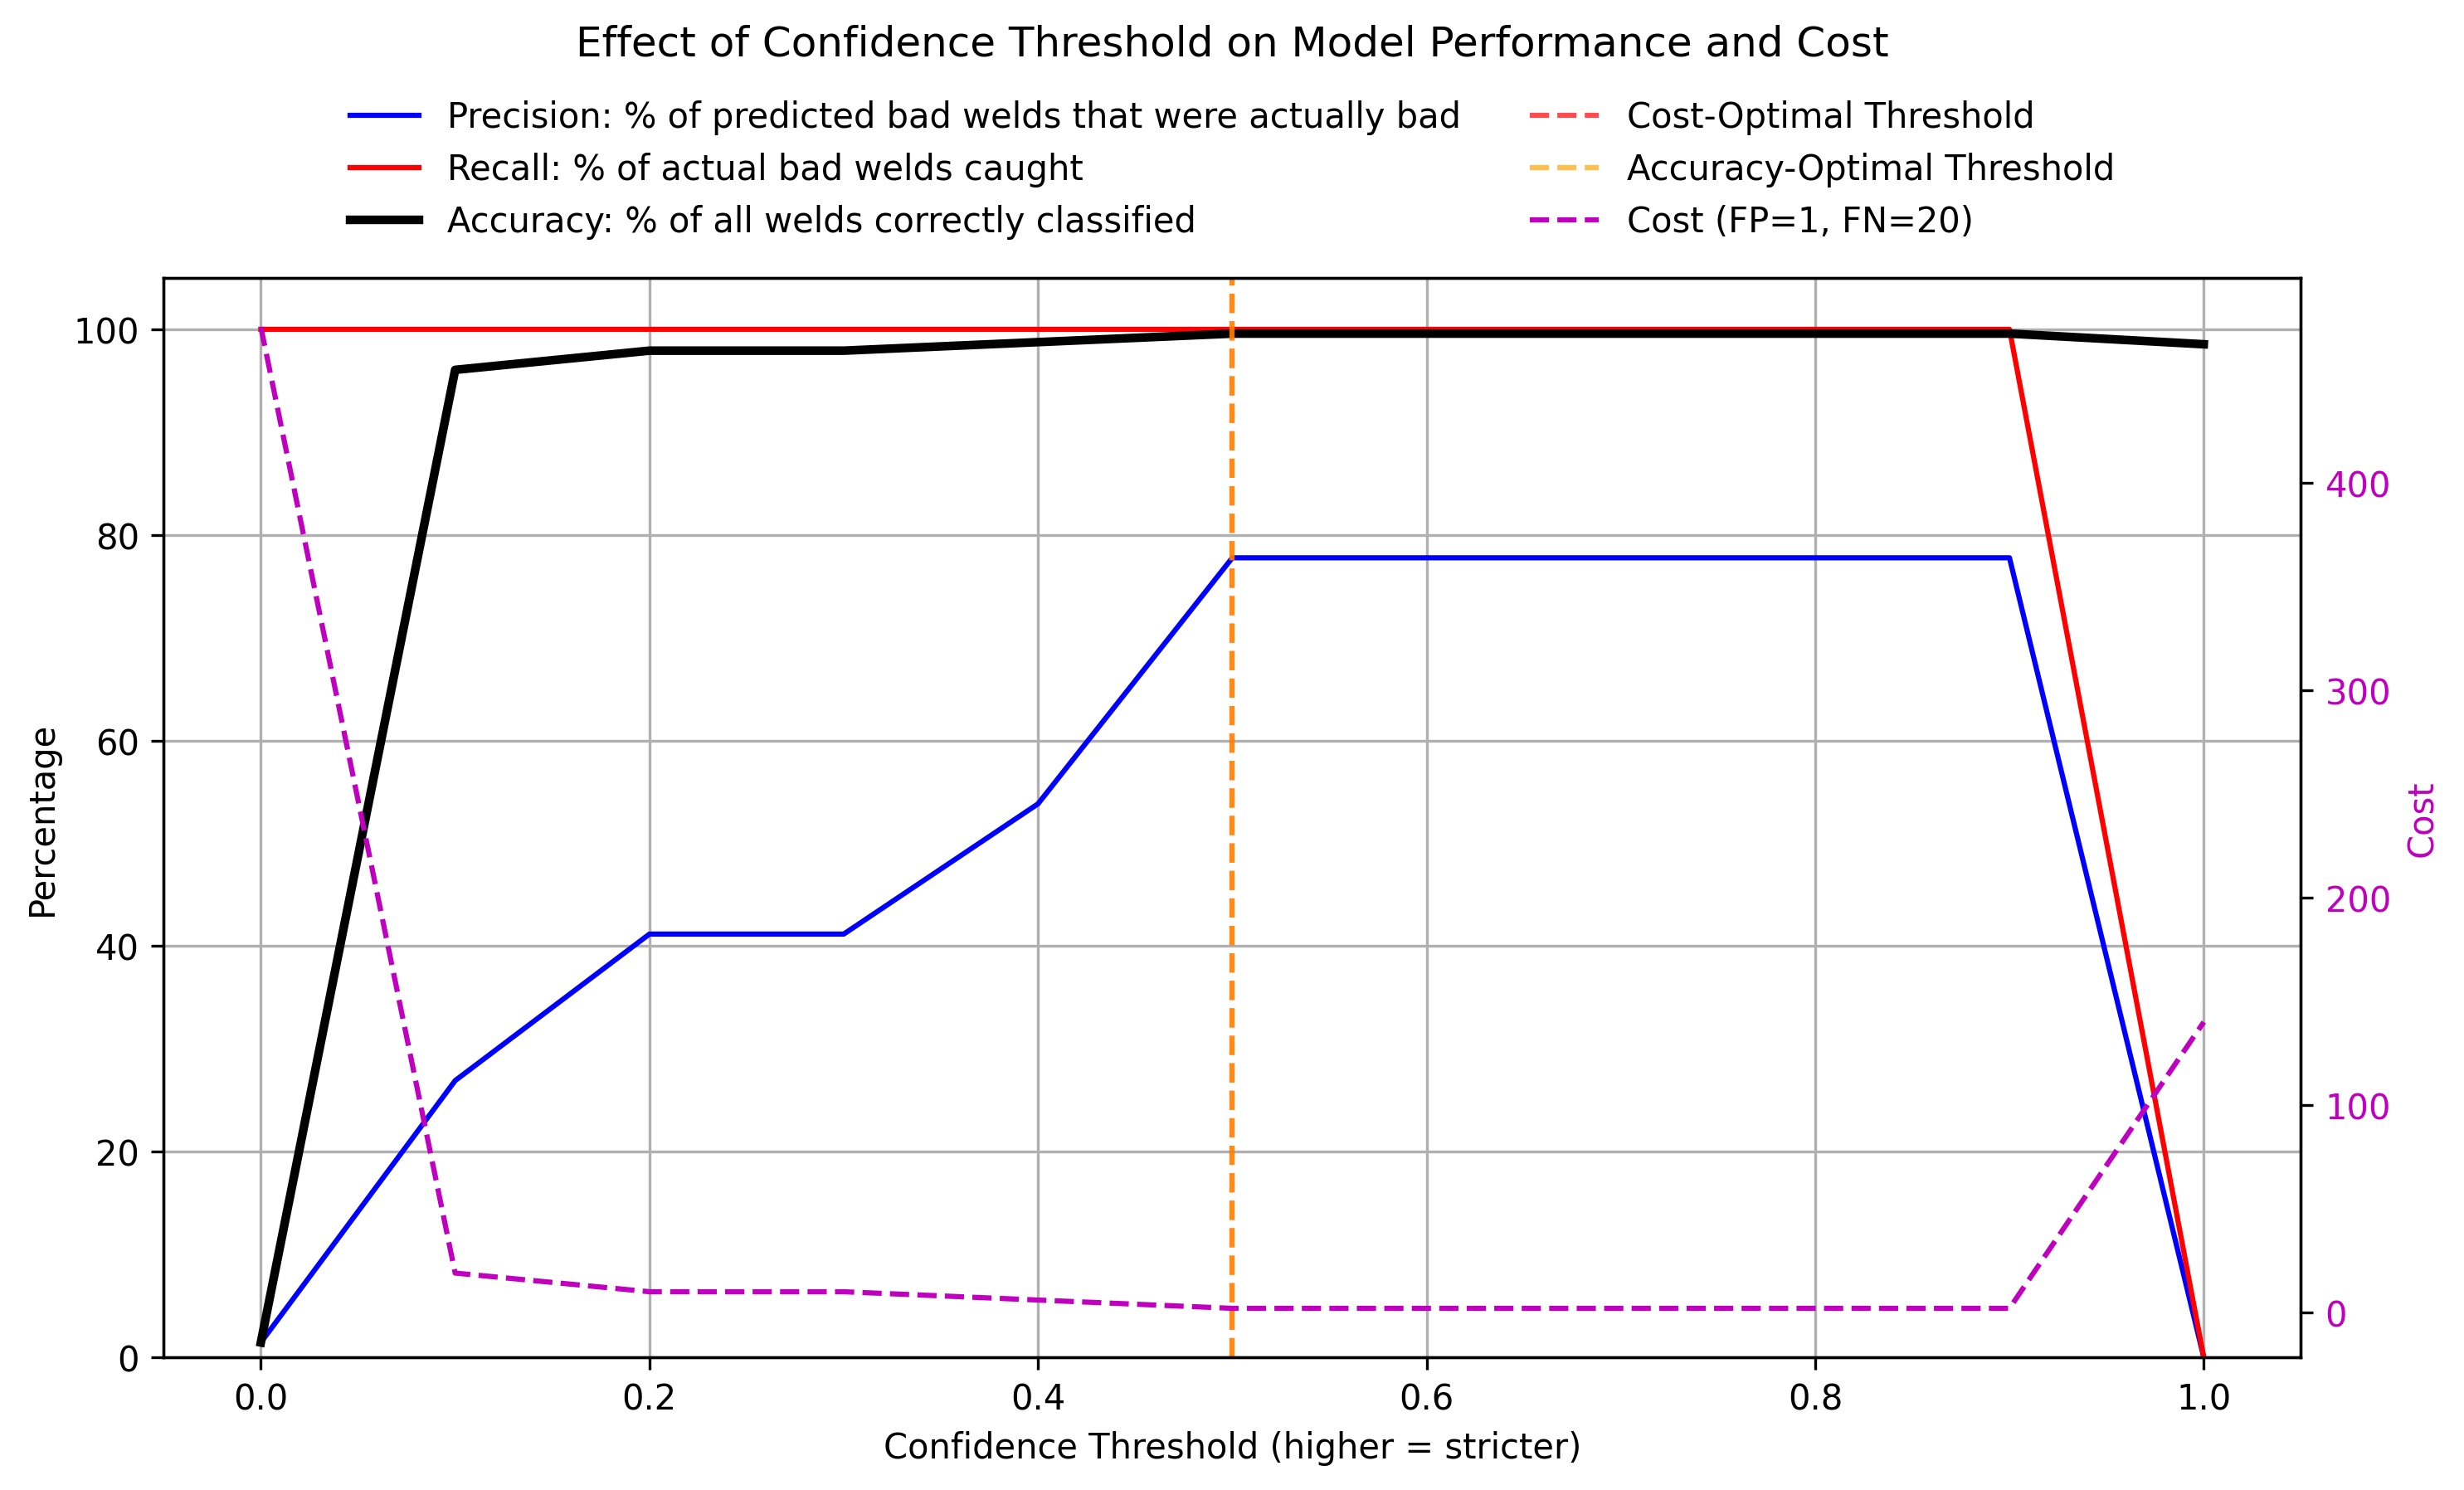 Effect of Confidence Threshold on Model Performance and Cost
Precision: % of predicted bad welds that were actually bad
Recall: % of actual bad welds caught
Accuracy: % of all welds correctly classified
Cost-Optimal Threshold
Accuracy-Optimal Threshold
Cost (FP=1, FN=20)
Percentage
100
80
60
40
20
0
400
300
200
100
0
Cost
0.0 0.2 0.4 0.6 0.8 1.0
Confidence Threshold (higher = stricter)